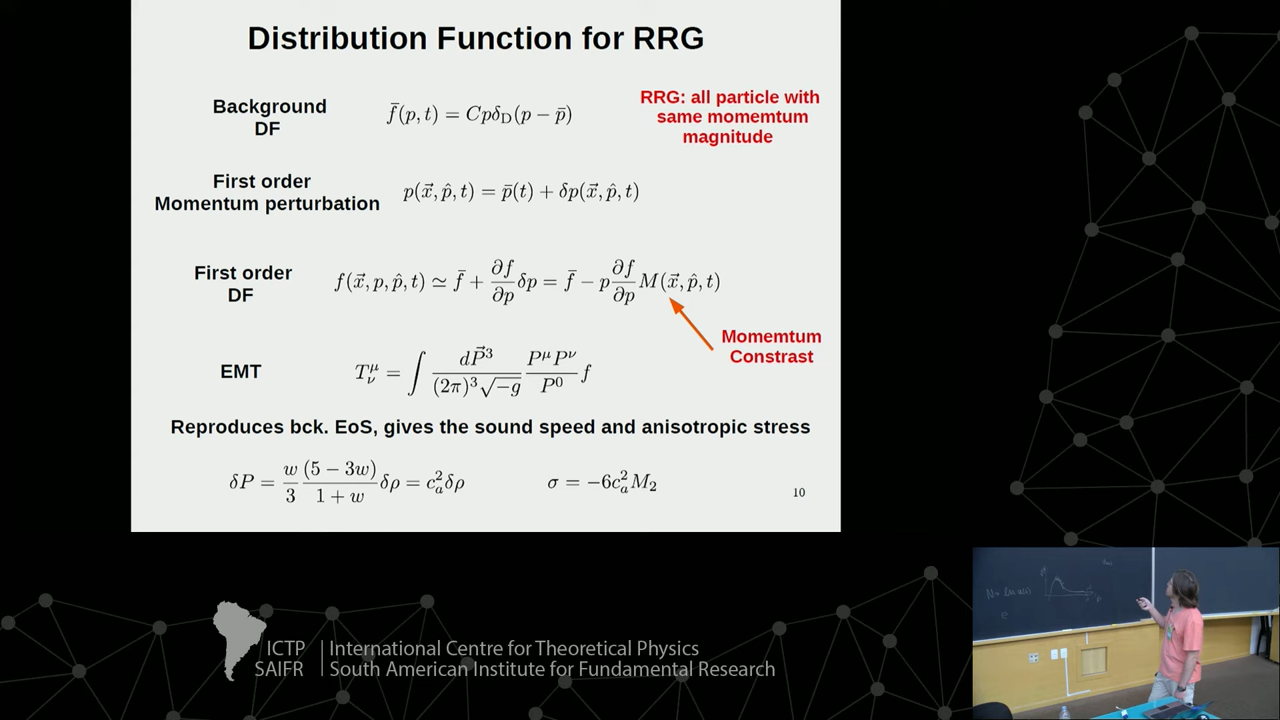 Distribution Function for RRG
Background
DF
f̄(p, t) = Cpδ_D(p − p̄)
RRG: all particle with
same momemtum
magnitude
First order
Momentum perturbation
p(x⃗, p̂, t) = p̄(t) + δp(x⃗, p̂, t)
First order
DF
f(x⃗, p, p̂, t) ≃ f̄ + ∂f/∂p δp = f̄ − p ∂f/∂p M(x⃗, p̂, t)
Momemtum
Constrast
EMT
T^μ_ν = ∫ dP⃗³/((2π)³√−g) P^μP^ν/P⁰ f
Reproduces bck. EoS, gives the sound speed and anisotropic stress
δP = w/3 (5 − 3w)/(1 + w) δρ = c_a² δρ
σ = −6c_a² M₂
10
ICTP
SAIFR
International Centre for Theoretical Physics
South American Institute for Fundamental Research